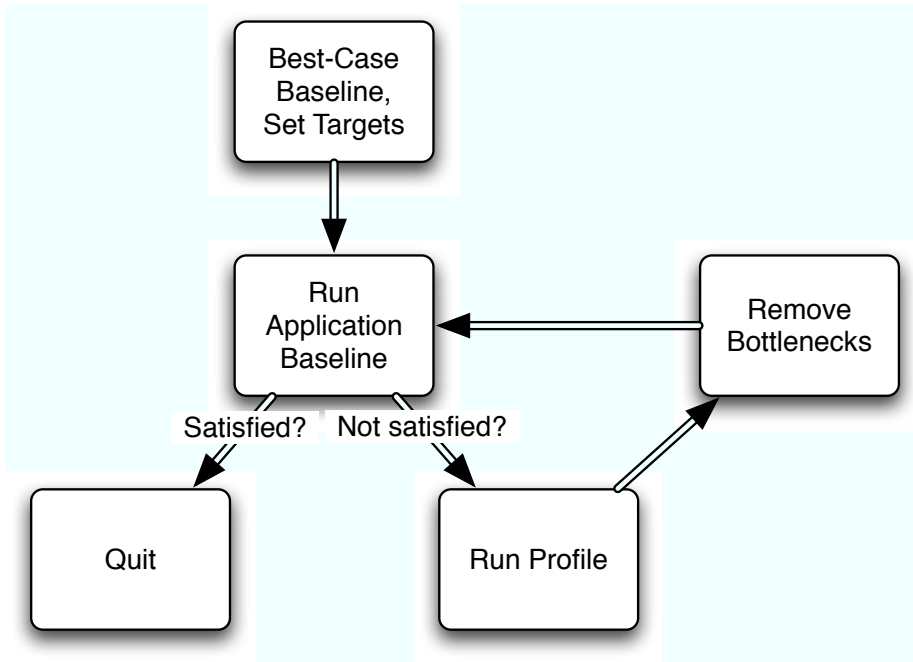 Best-Case
Baseline,
Set Targets
Run
Application
Baseline
Remove
Bottlenecks
Satisfied?
Not satisfied?
Quit
Run Profile